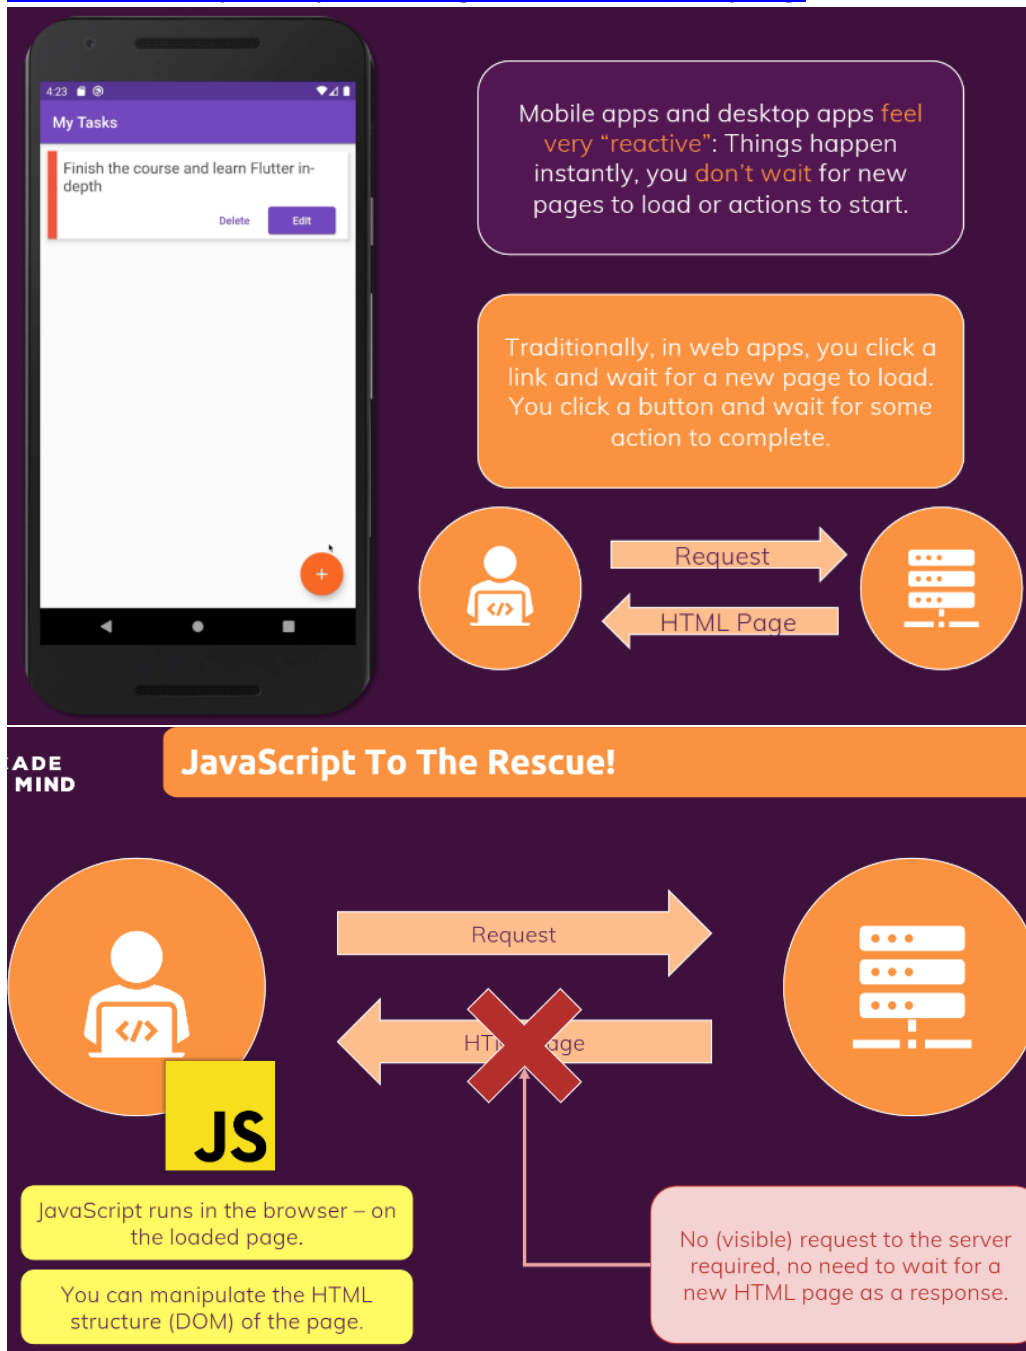 4:23
My Tasks
Finish the course and learn Flutter in-
depth
Delete
Edit
+
Mobile apps and desktop apps feel
very “reactive”: Things happen
instantly, you don’t wait for new
pages to load or actions to start.
Traditionally, in web apps, you click a
link and wait for a new page to load.
You click a button and wait for some
action to complete.
</>
Request
HTML Page
ADE
MIND
JavaScript To The Rescue!
Request
</>
JS
JavaScript runs in the browser – on
the loaded page.
You can manipulate the HTML
structure (DOM) of the page.
No (visible) request to the server
required, no need to wait for a
new HTML page as a response.